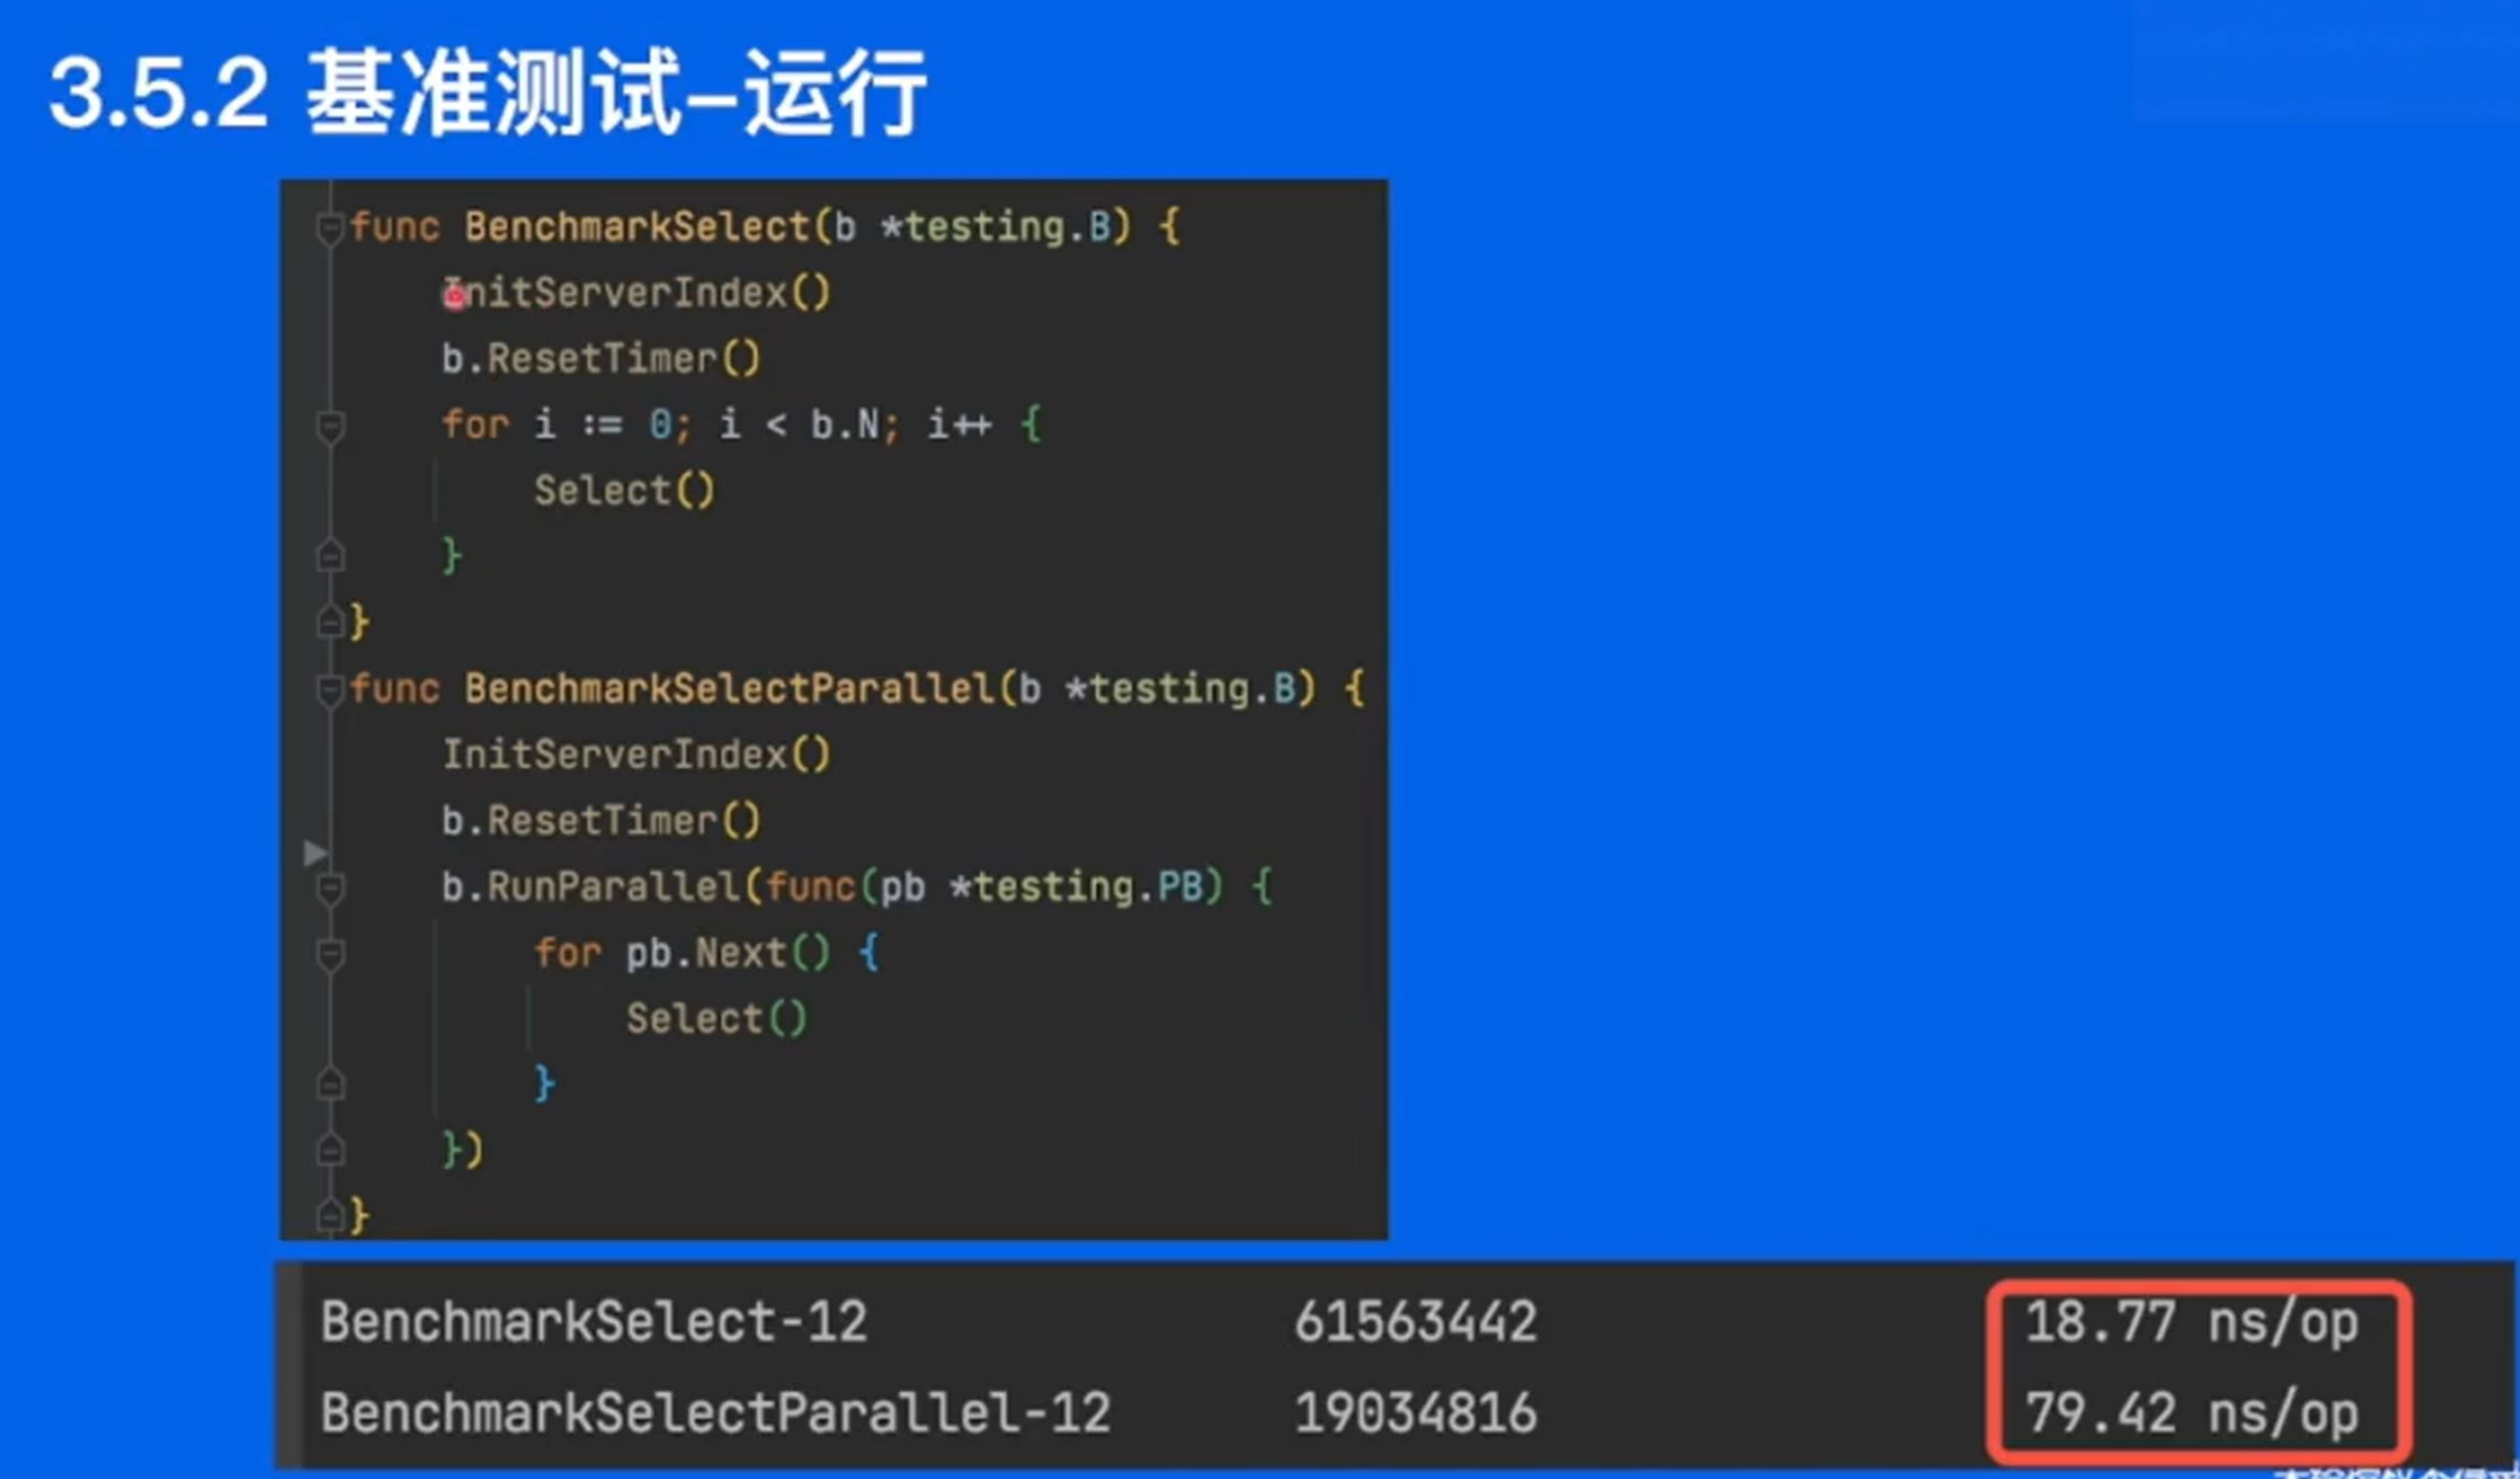 3.5.2 基准测试-运行
func BenchmarkSelect(b *testing.B) {
InitServerIndex()
b.ResetTimer()
for i := 0; i < b.N; i++ {
Select()
}
}
func BenchmarkSelectParallel(b *testing.B) {
InitServerIndex()
b.ResetTimer()
b.RunParallel(func(pb *testing.PB) {
for pb.Next() {
Select()
}
})
}
BenchmarkSelect-12 61563442 18.77 ns/op
BenchmarkSelectParallel-12 19034816 79.42 ns/op